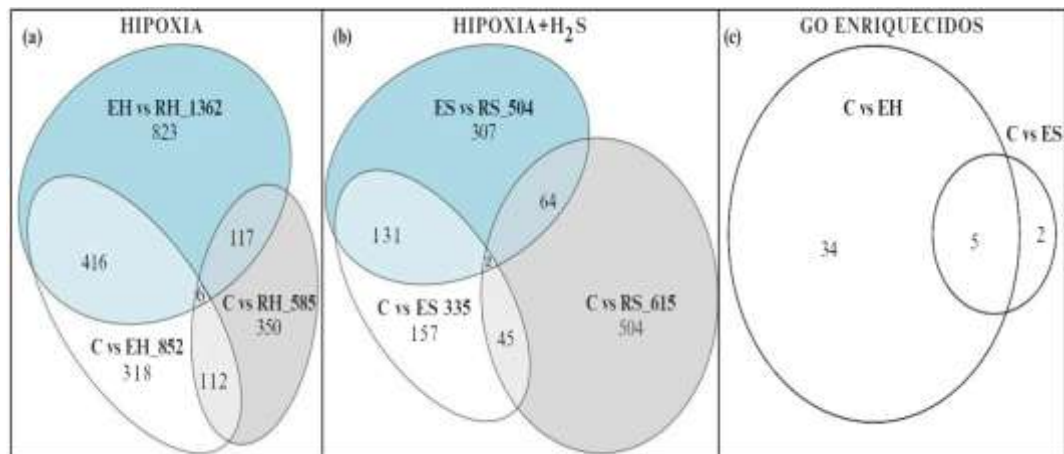 (a)
HIPOXIA
EH vs RH_1362
823
117
416
6
C vs RH_585
350
C vs EH_852
318
112
(b)
HIPOXIA+H₂S
ES vs RS_504
307
64
131
2
C vs ES 335
157
45
C vs RS_615
504
(c)
GO ENRIQUECIDOS
C vs EH
C vs ES
34
5
2